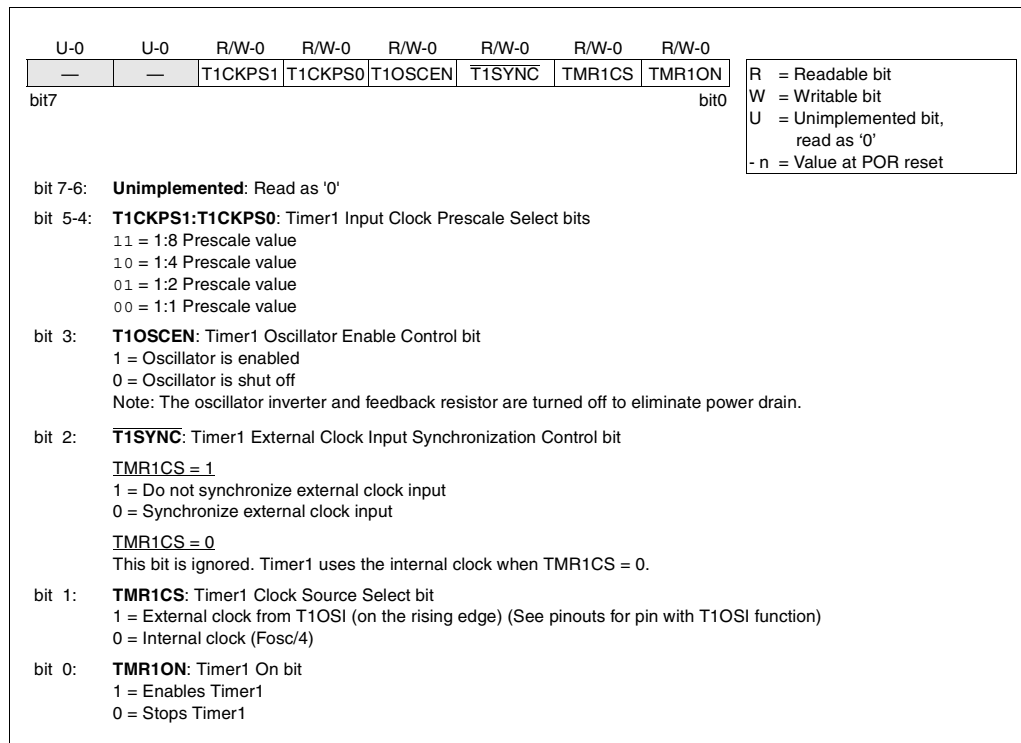 U-0 U-0 R/W-0 R/W-0 R/W-0 R/W-0 R/W-0 R/W-0
— — T1CKPS1 T1CKPS0 T1OSCEN T1SYNC TMR1CS TMR1ON
bit7 bit0
R = Readable bit
W = Writable bit
U = Unimplemented bit,
read as ‘0’
- n = Value at POR reset
bit 7-6: Unimplemented: Read as '0'
bit 5-4: T1CKPS1:T1CKPS0: Timer1 Input Clock Prescale Select bits
11 = 1:8 Prescale value
10 = 1:4 Prescale value
01 = 1:2 Prescale value
00 = 1:1 Prescale value
bit 3: T1OSCEN: Timer1 Oscillator Enable Control bit
1 = Oscillator is enabled
0 = Oscillator is shut off
Note: The oscillator inverter and feedback resistor are turned off to eliminate power drain.
bit 2: T1SYNC: Timer1 External Clock Input Synchronization Control bit
TMR1CS = 1
1 = Do not synchronize external clock input
0 = Synchronize external clock input
TMR1CS = 0
This bit is ignored. Timer1 uses the internal clock when TMR1CS = 0.
bit 1: TMR1CS: Timer1 Clock Source Select bit
1 = External clock from T1OSI (on the rising edge) (See pinouts for pin with T1OSI function)
0 = Internal clock (Fosc/4)
bit 0: TMR1ON: Timer1 On bit
1 = Enables Timer1
0 = Stops Timer1